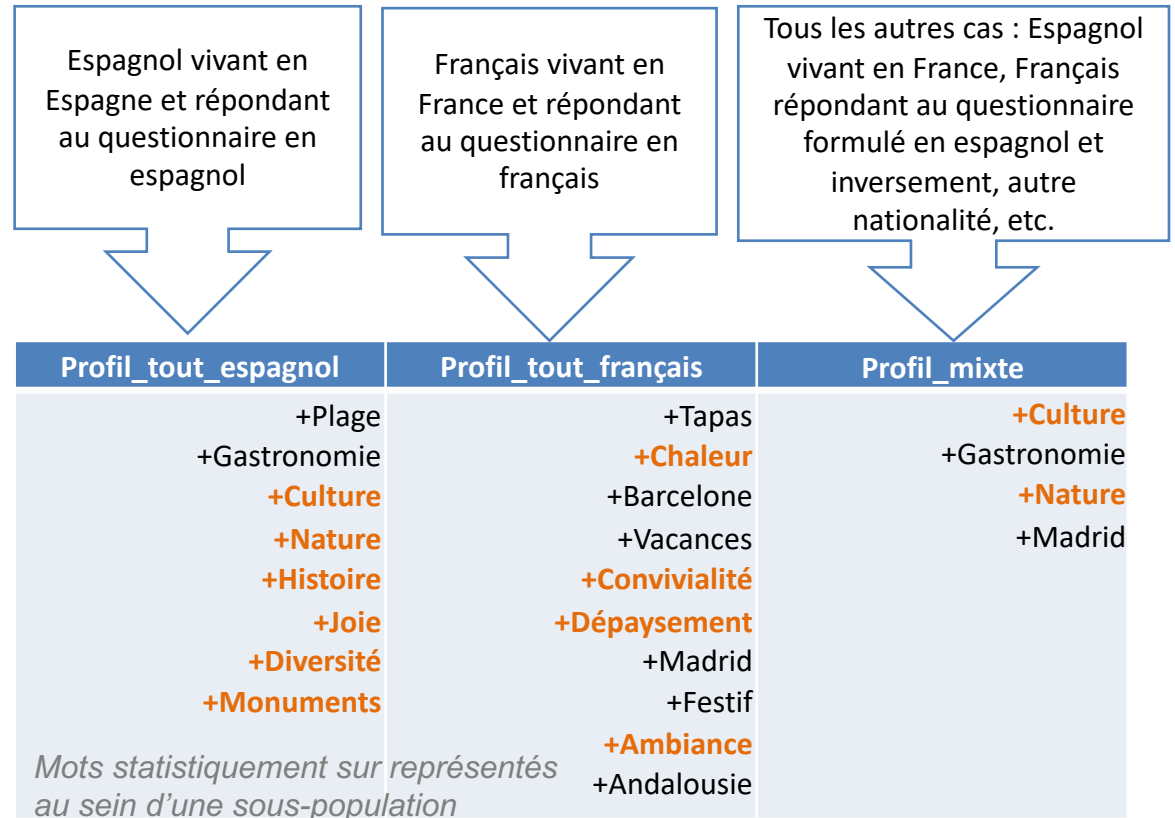 Espagnol vivant en
Espagne et répondant
au questionnaire en
espagnol
Français vivant en
France et répondant
au questionnaire en
français
Tous les autres cas : Espagnol
vivant en France, Français
répondant au questionnaire
formulé en espagnol et
inversement, autre
nationalité, etc.
Profil_tout_espagnol
+Plage
+Gastronomie
+Culture
+Nature
+Histoire
+Joie
+Diversité
+Monuments
Profil_tout_français
+Tapas
+Chaleur
+Barcelone
+Vacances
+Convivialité
+Dépaysement
+Madrid
+Festif
+Ambiance
+Andalousie
Profil_mixte
+Culture
+Gastronomie
+Nature
+Madrid
Mots statistiquement sur représentés
au sein d’une sous-population